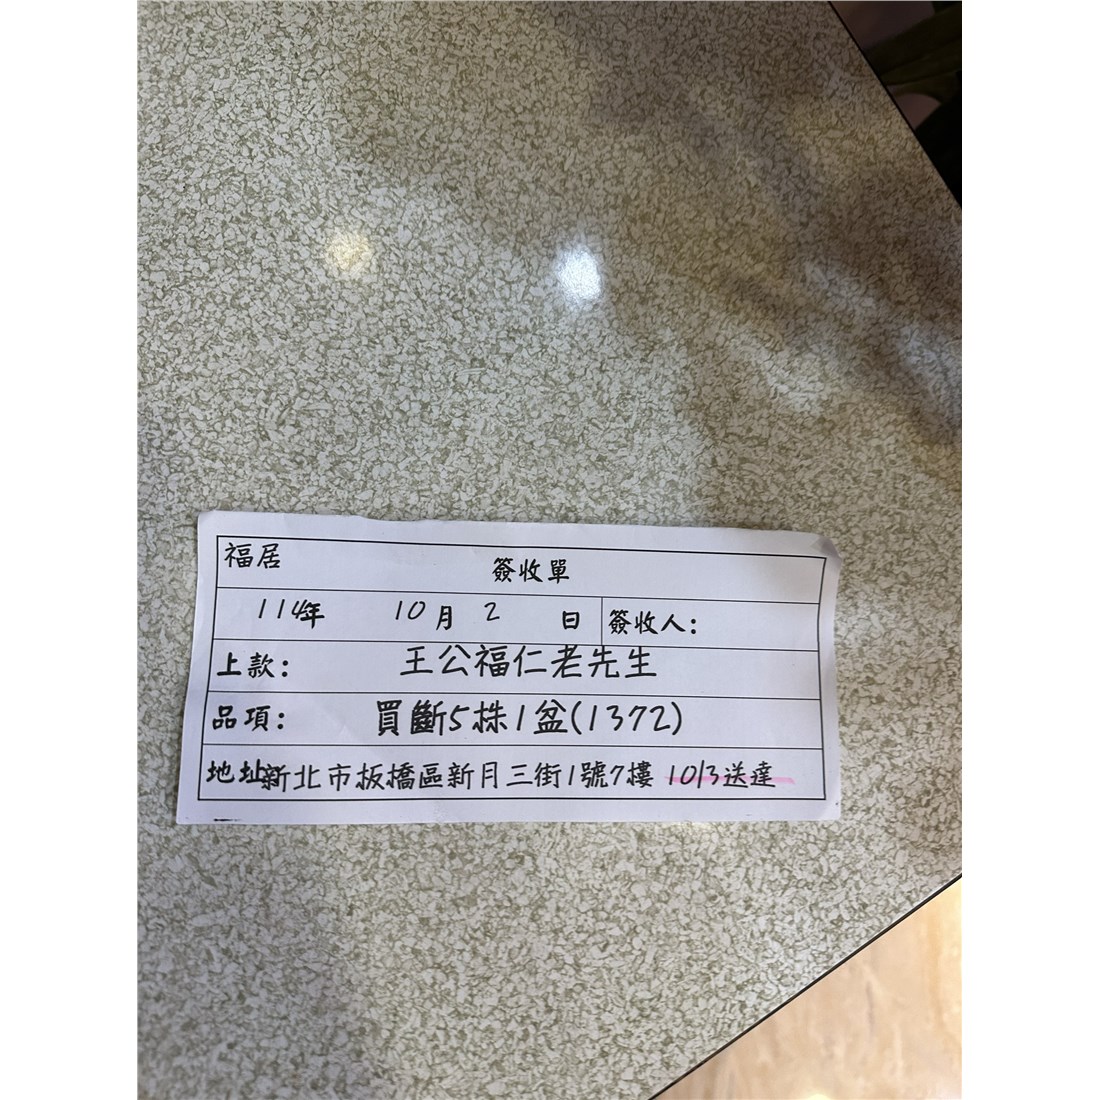 福居
簽收單
114年 10月 2 日 簽收人:
上款: 王公福仁老先生
品項: 買斷5株1盆(1372)
地址新北市板橋區新月三街1號7樓 10/3送達